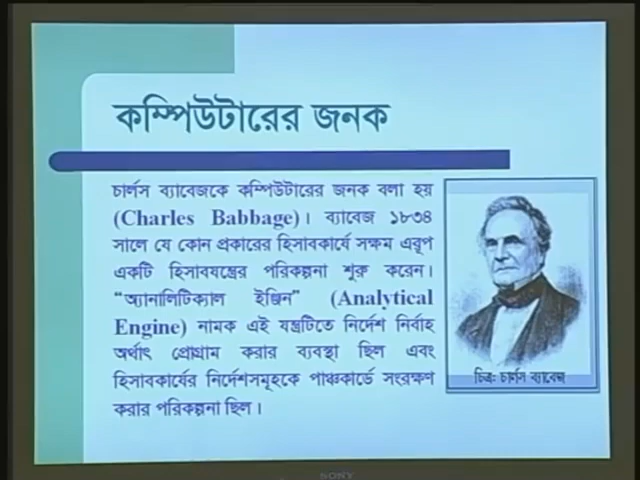 কম্পিউটারের জনক
চার্লস ব্যাবেজকে কম্পিউটারের জনক বলা হয়
(Charles Babbage)। ব্যাবেজ ১৮৩৪
সালে যে কোন প্রকারের হিসাবকার্যে সক্ষম এরূপ
একটি হিসাবযন্ত্রের পরিকল্পনা শুরু করেন।
“অ্যানালিটিক্যাল ইঞ্জিন” (Analytical
Engine) নামক এই যন্ত্রটিতে নির্দেশ নির্বাহ
অর্থাৎ প্রোগ্রাম করার ব্যবস্থা ছিল এবং
হিসাবকার্যের নির্দেশসমূহকে পাঞ্চকার্ডে সংরক্ষণ
করার পরিকল্পনা ছিল।
চিত্র: চার্লস ব্যাবেজ
SONY